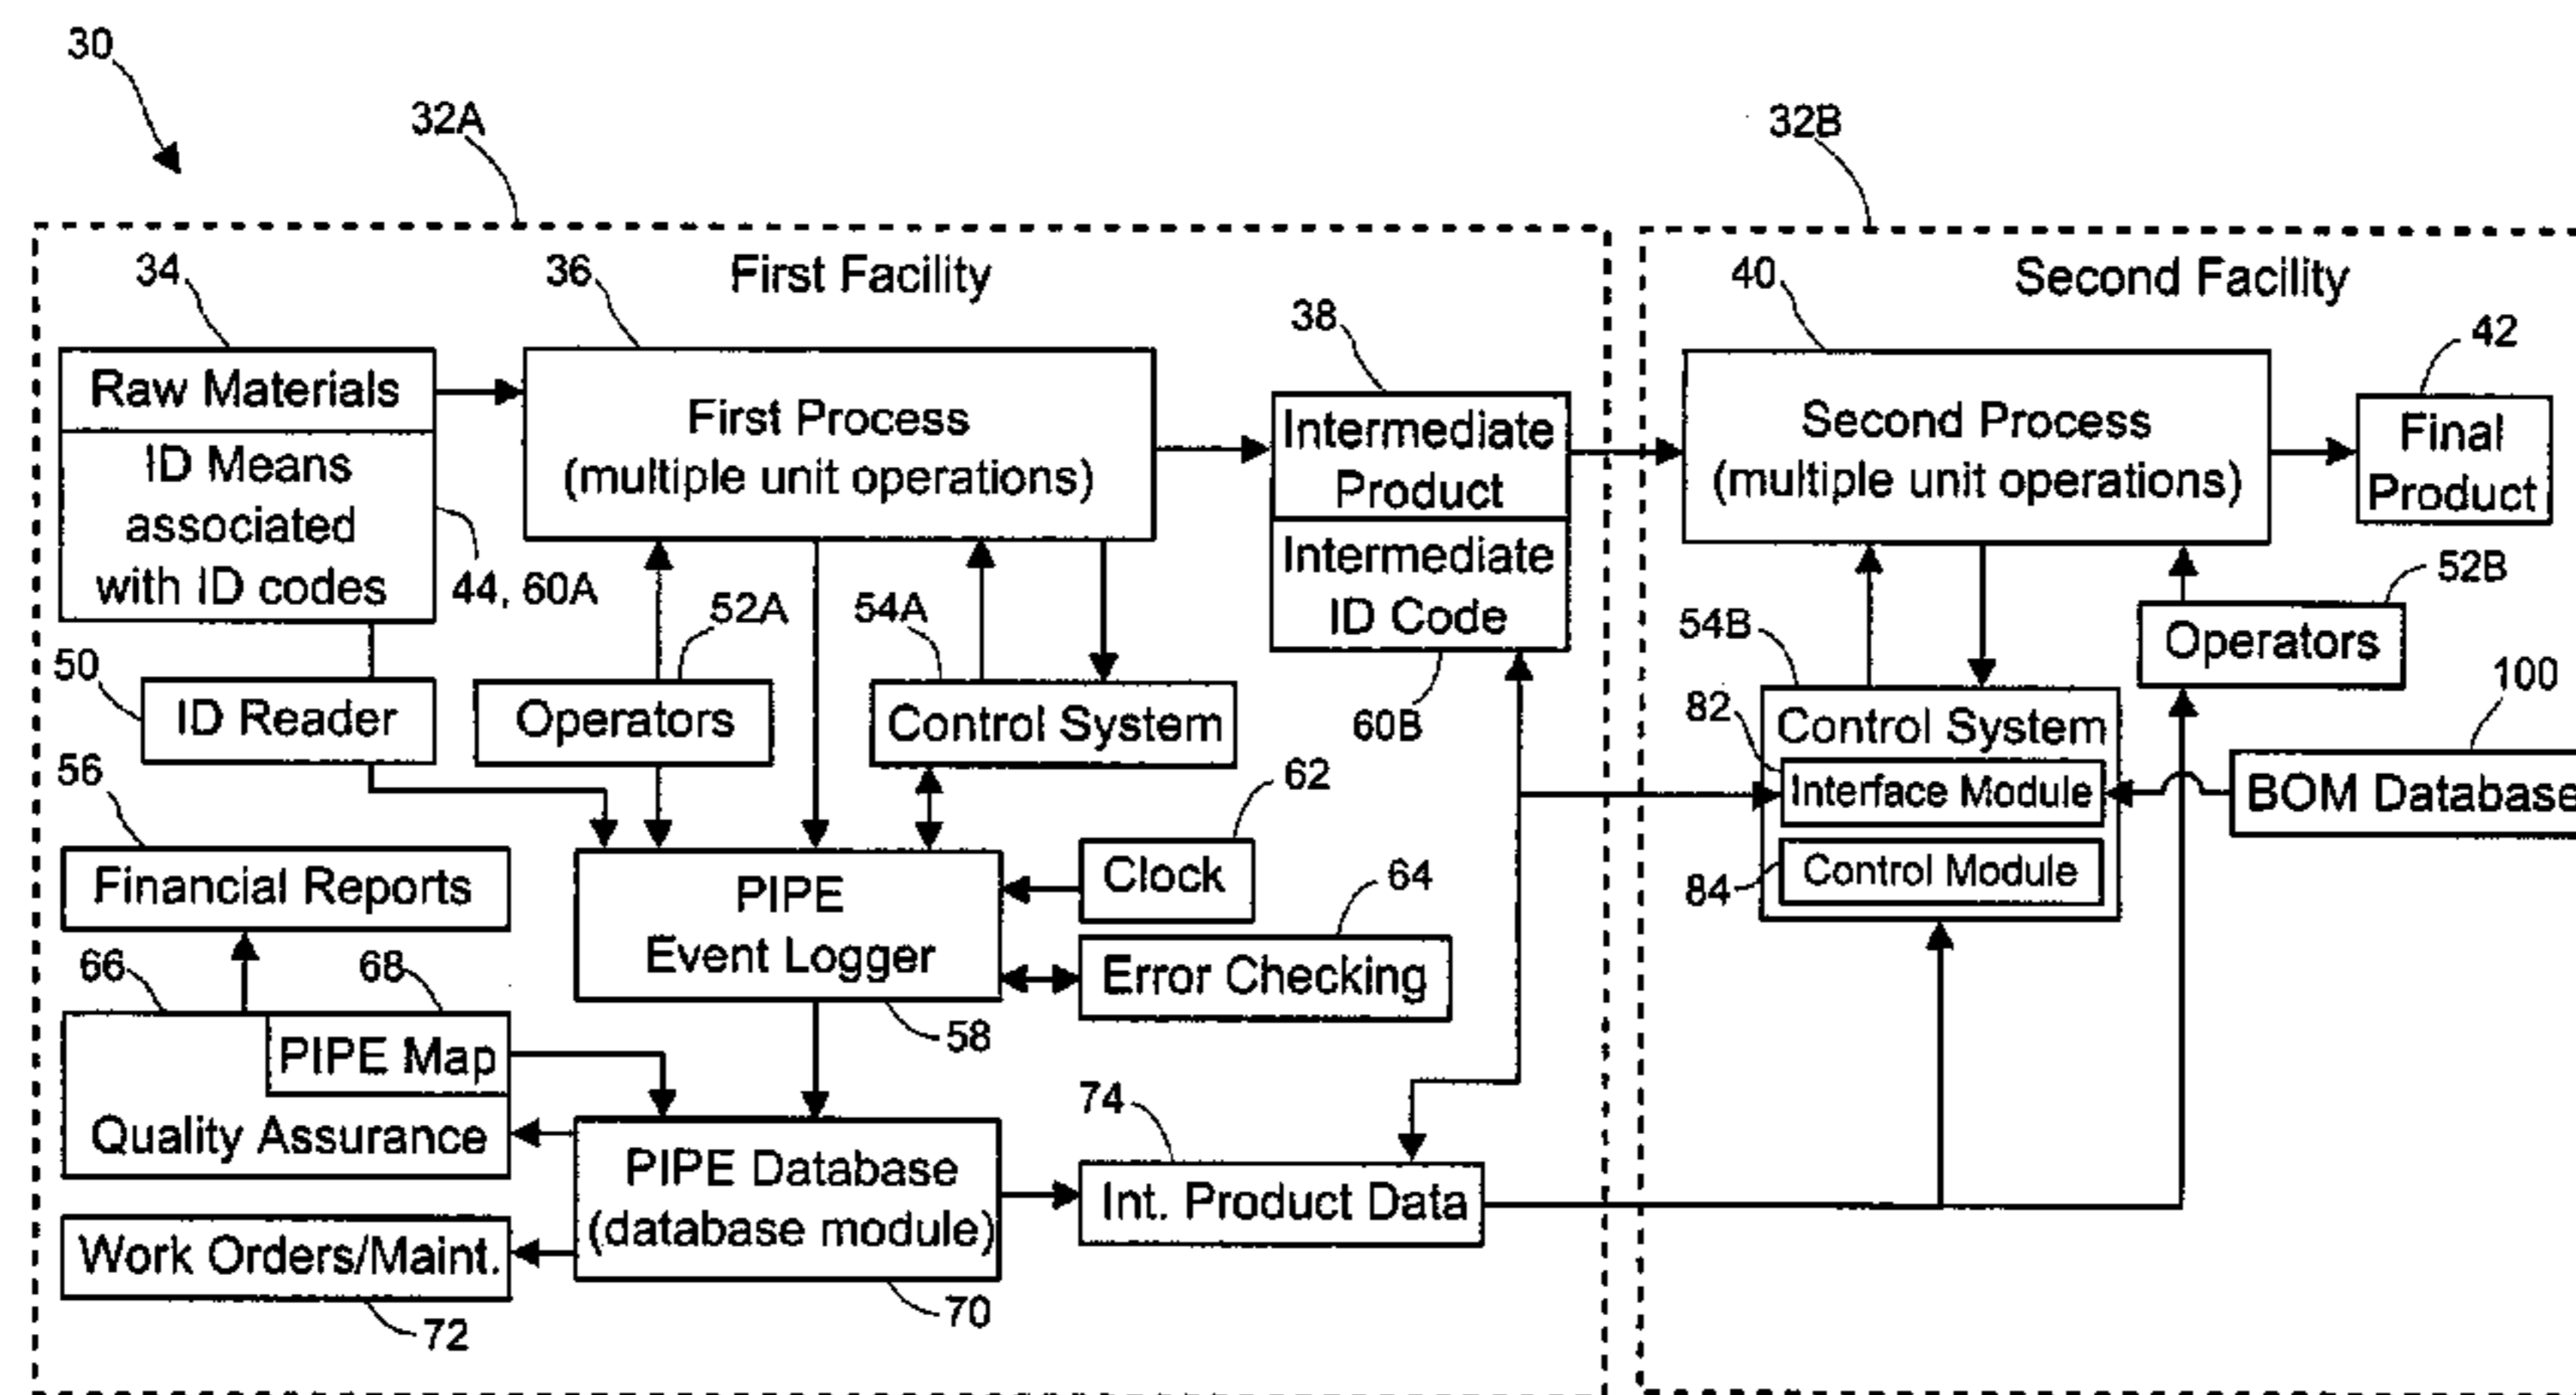 30
32A
32B
First Facility
Second Facility
34
36
38
40
42
Raw Materials
ID Means
associated
with ID codes
44, 60A
First Process
(multiple unit operations)
Intermediate
Product
Intermediate
ID Code
60B
Second Process
(multiple unit operations)
Final
Product
50
ID Reader
52A
Operators
54A
Control System
54B
Control System
82
Interface Module
84
Control Module
52B
Operators
100
BOM Database
56
Financial Reports
62
Clock
64
Error Checking
PIPE
Event Logger
58
66
68
PIPE Map
Quality Assurance
PIPE Database
(database module)
70
74
Int. Product Data
Work Orders/Maint.
72